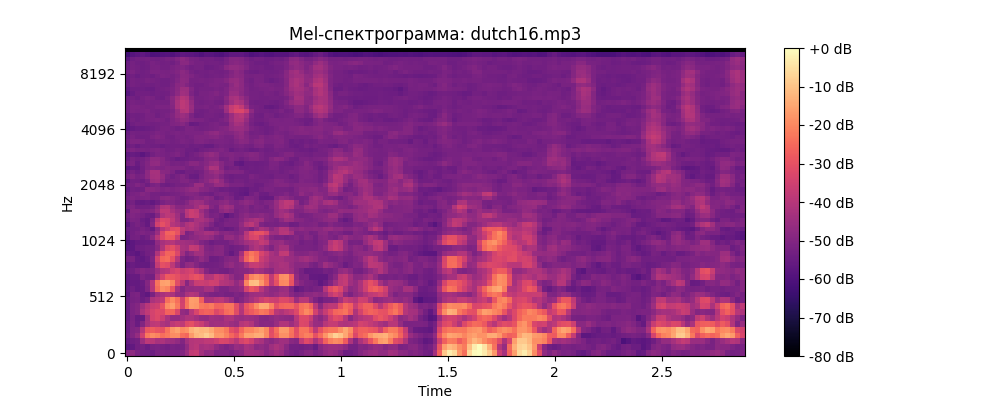 Mel-спектрограмма: dutch16.mp3
8192
4096
2048
1024
512
0
Hz
0
0.5
1
1.5
2
2.5
Time
+0 dB
-10 dB
-20 dB
-30 dB
-40 dB
-50 dB
-60 dB
-70 dB
-80 dB